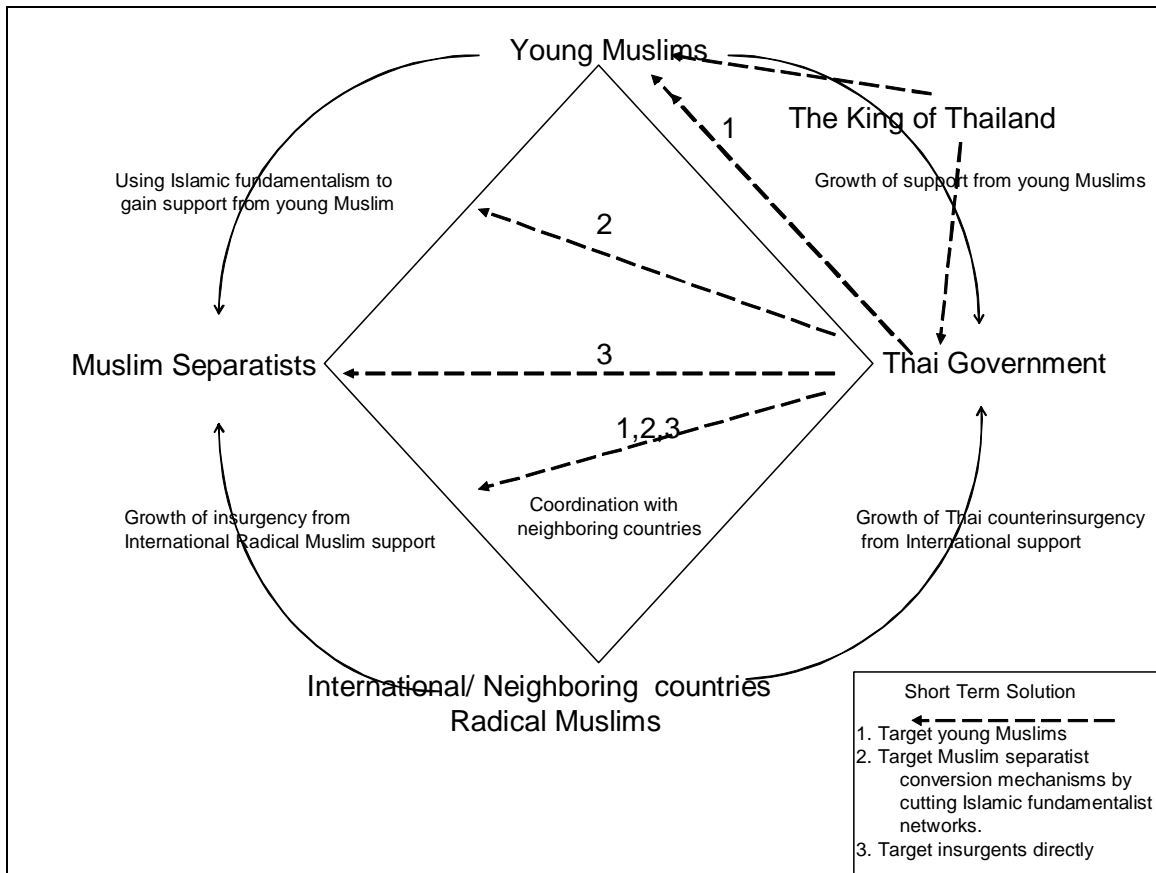 Young Muslims
The King of Thailand
1
Using Islamic fundamentalism to
gain support from young Muslim
Growth of support from young Muslims
2
Muslim Separatists
3
Thai Government
1,2,3
Growth of insurgency from
International Radical Muslim support
Coordination with
neighboring countries
Growth of Thai counterinsurgency
from International support
International/ Neighboring countries
Radical Muslims
Short Term Solution
1. Target young Muslims
2. Target Muslim separatist
conversion mechanisms by
cutting Islamic fundamentalist
networks.
3. Target insurgents directly